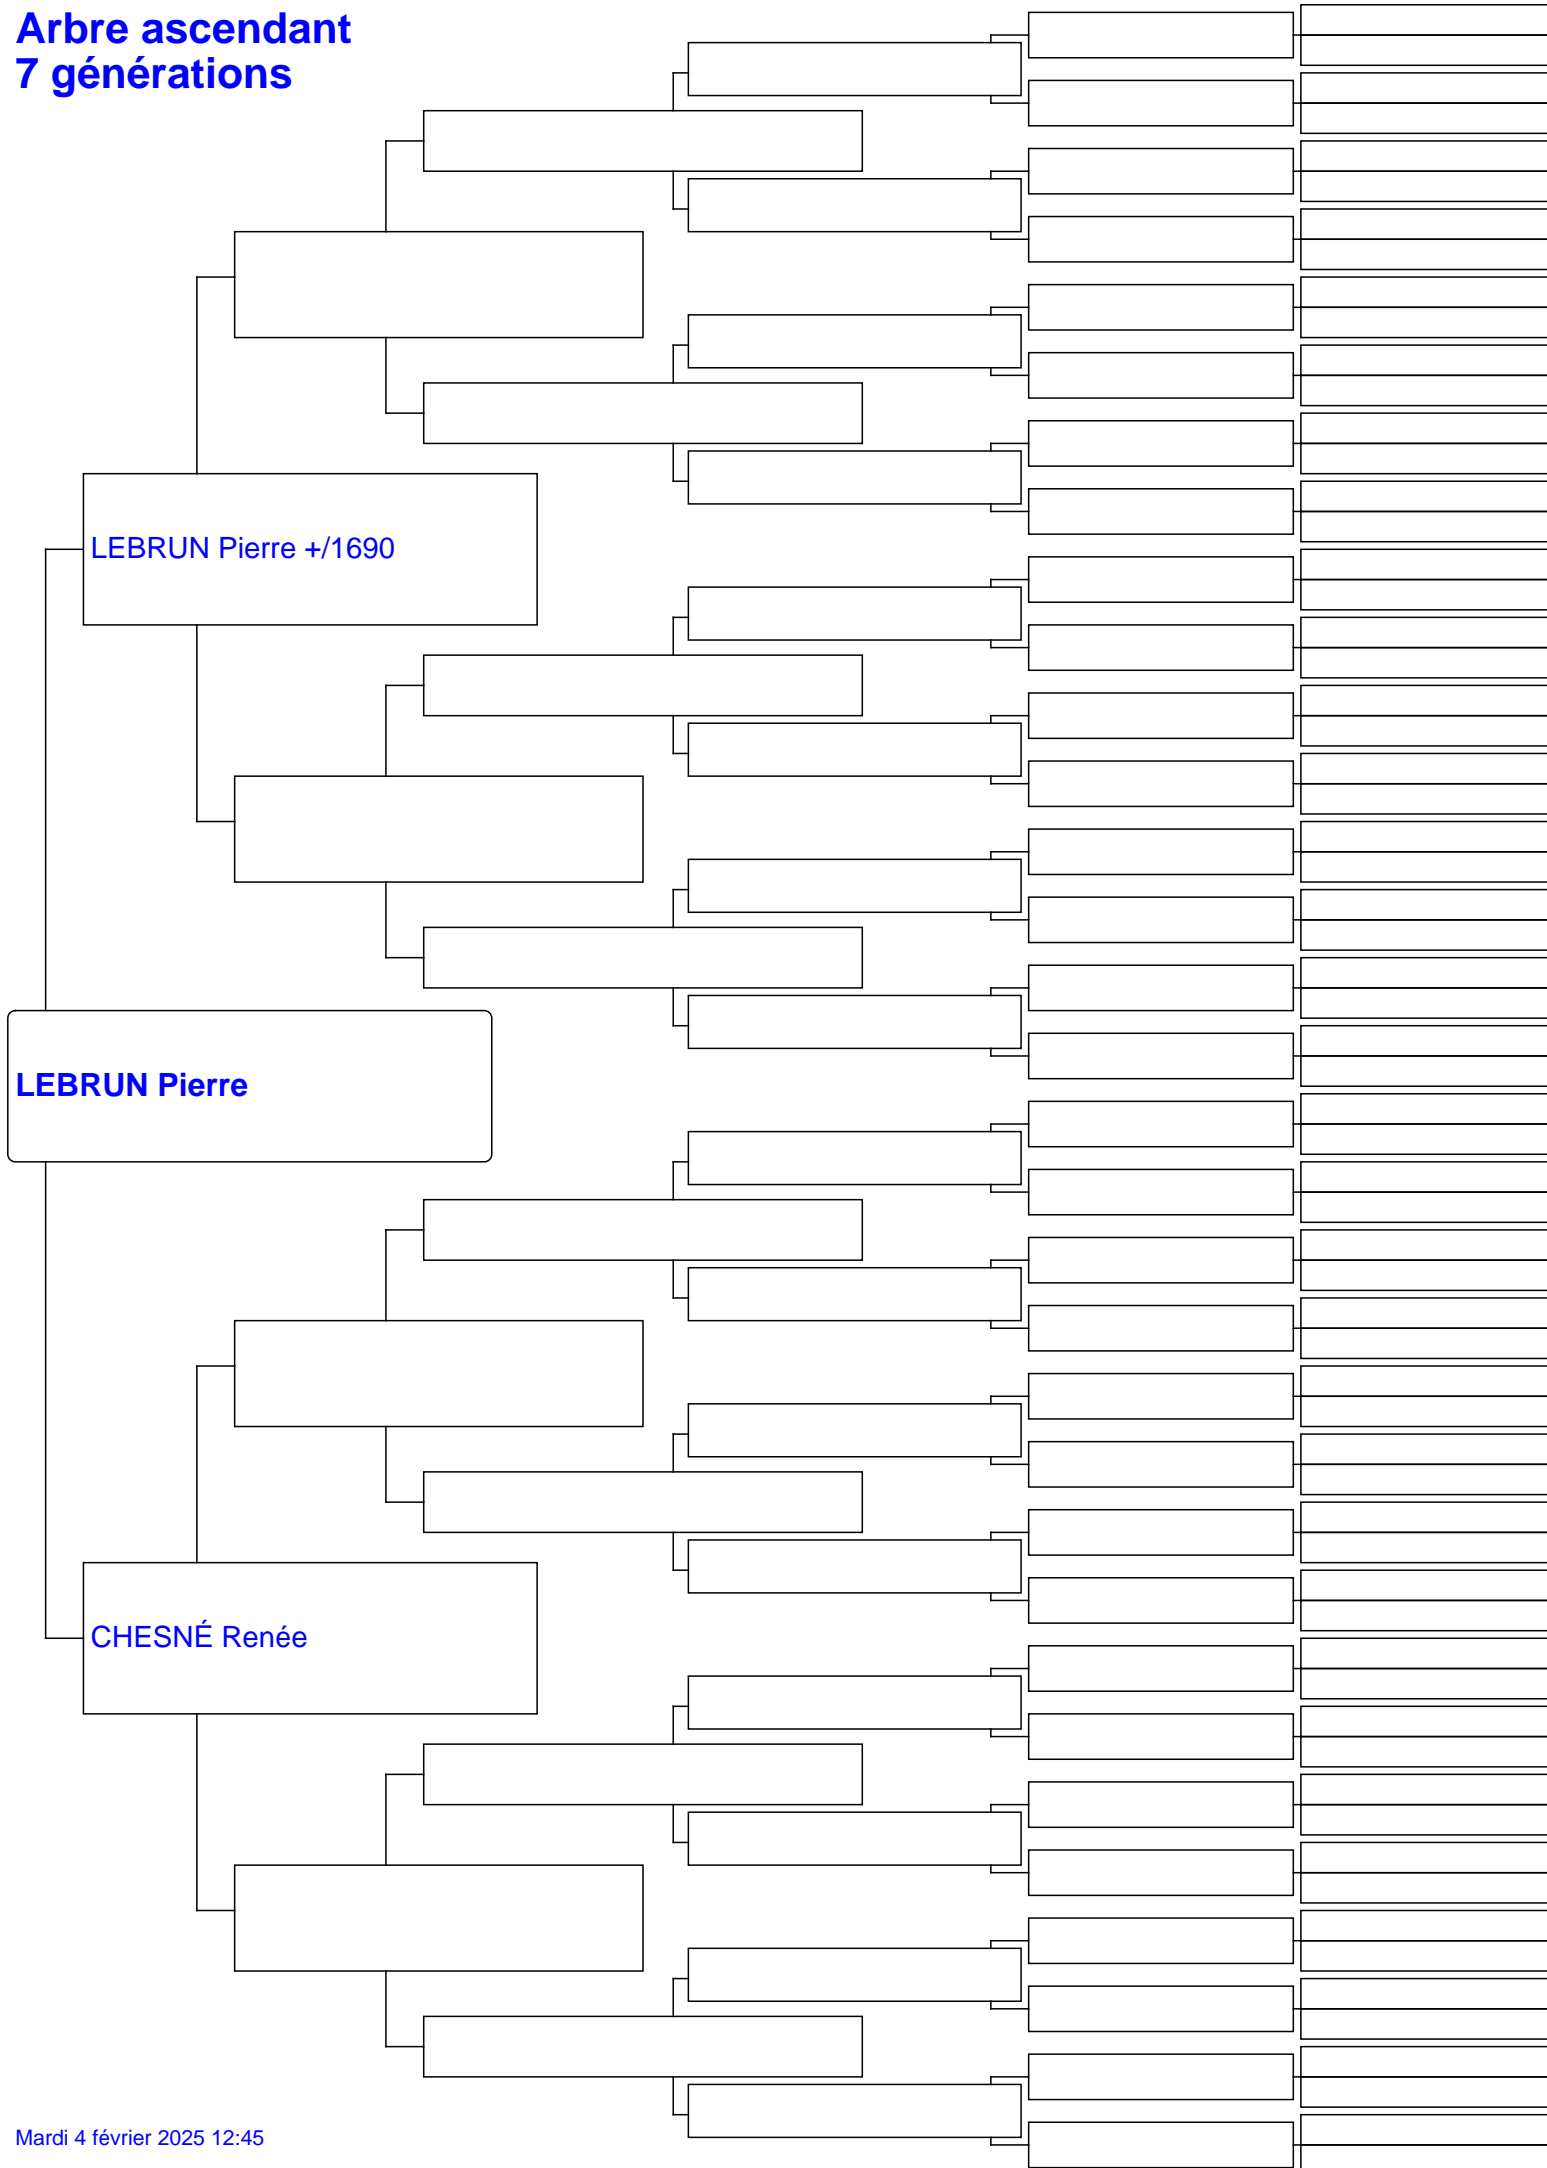 Arbre ascendant
7 générations
LEBRUN Pierre +/1690
LEBRUN Pierre
CHESNÉ Renée
Mardi 4 février 2025 12:45